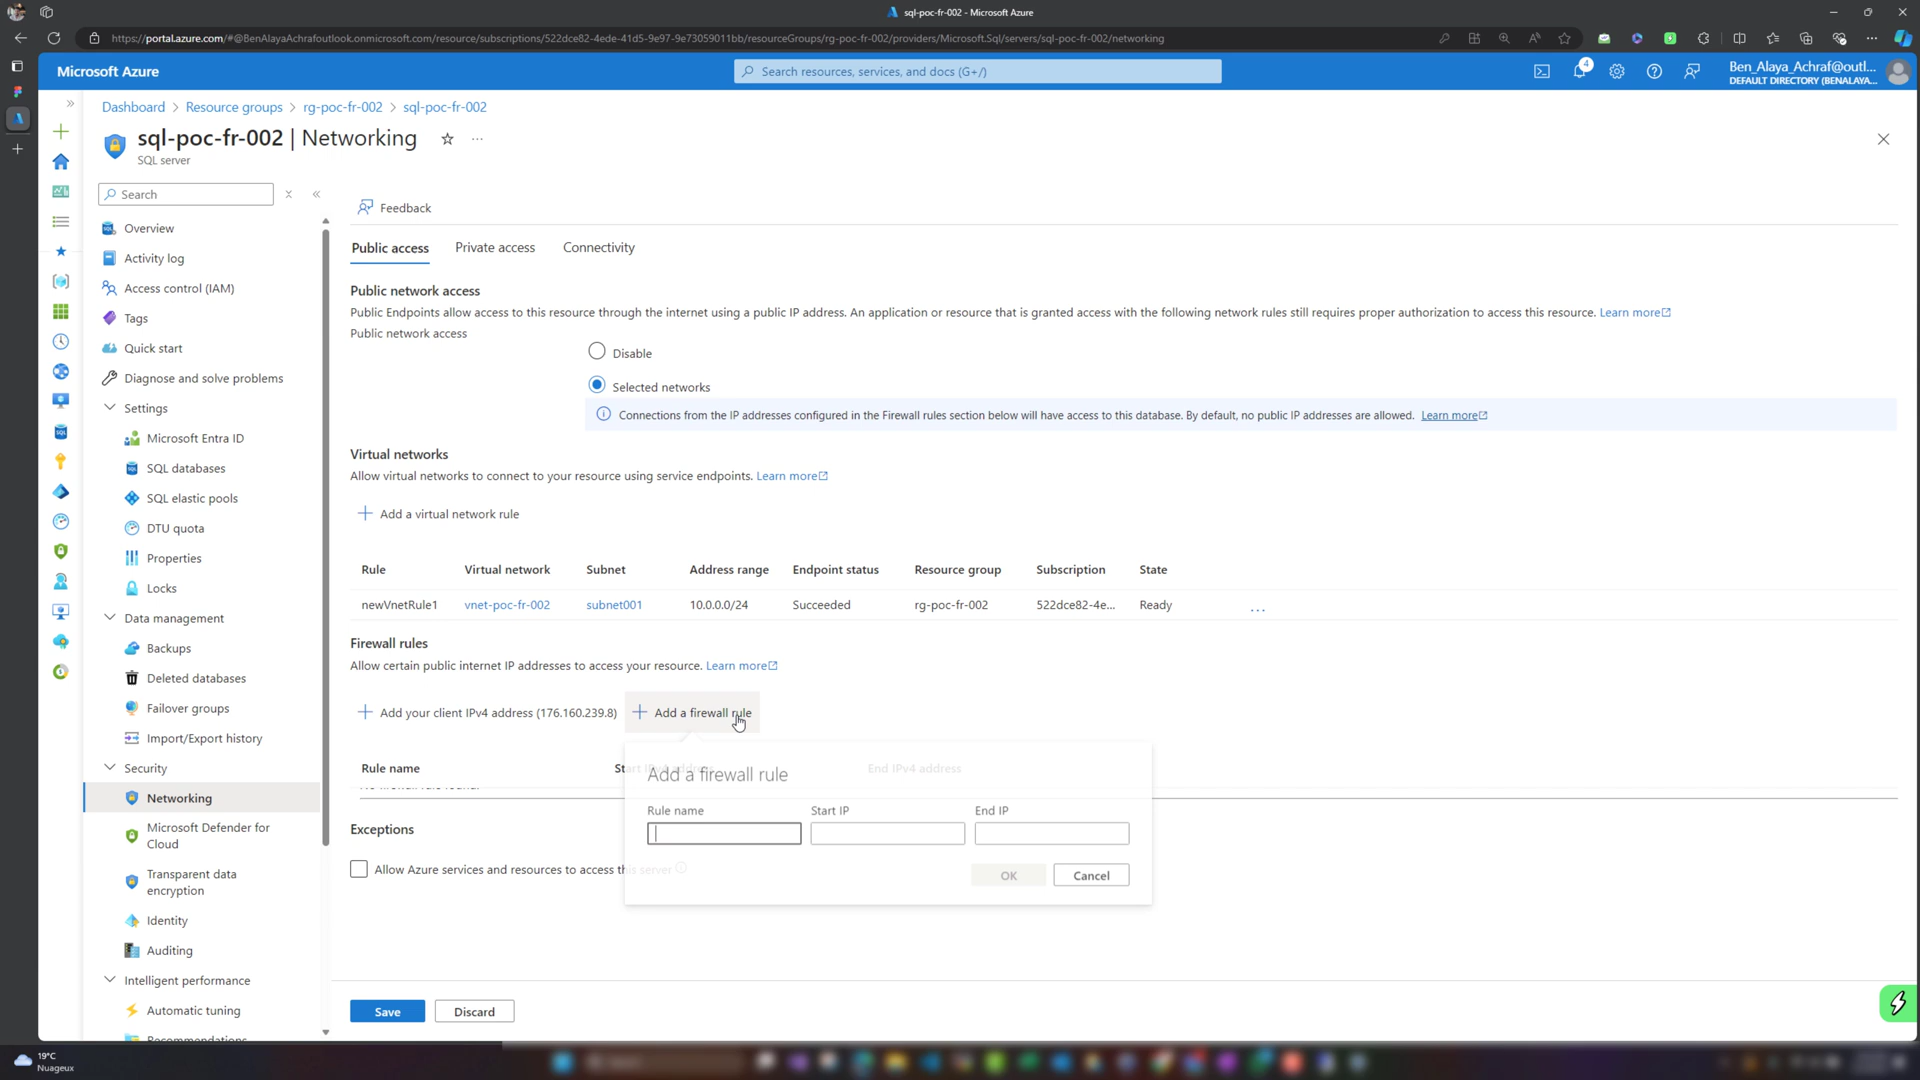 sql-poc-fr-002 - Microsoft Azure
https://portal.azure.com/#@BenAlayaAchrafoutlook.onmicrosoft.com/resource/subscriptions/522dce82-4ede-41d5-9e97-9e73059011bb/resourceGroups/rg-poc-fr-002/providers/Microsoft.Sql/servers/sql-poc-fr-002/networking
Microsoft Azure
Search resources, services, and docs (G+/)
4
Ben_Alaya_Achraf@outl...
DEFAULT DIRECTORY (BENALAYA...
Dashboard > Resource groups > rg-poc-fr-002 > sql-poc-fr-002
sql-poc-fr-002 | Networking
SQL server
Search
Overview
Activity log
Access control (IAM)
Tags
Quick start
Diagnose and solve problems
Settings
Microsoft Entra ID
SQL databases
SQL elastic pools
DTU quota
Properties
Locks
Data management
Backups
Deleted databases
Failover groups
Import/Export history
Security
Networking
Microsoft Defender for
Cloud
Transparent data
encryption
Identity
Auditing
Intelligent performance
Automatic tuning
Recommendations
Feedback
Public access Private access Connectivity
Public network access
Public Endpoints allow access to this resource through the internet using a public IP address. An application or resource that is granted access with the following network rules still requires proper authorization to access this resource. Learn more
Public network access
Disable
Selected networks
Connections from the IP addresses configured in the Firewall rules section below will have access to this database. By default, no public IP addresses are allowed. Learn more
Virtual networks
Allow virtual networks to connect to your resource using service endpoints. Learn more
+ Add a virtual network rule
Rule Virtual network Subnet Address range Endpoint status Resource group Subscription State
newVnetRule1 vnet-poc-fr-002 subnet001 10.0.0.0/24 Succeeded rg-poc-fr-002 522dce82-4e... Ready ...
Firewall rules
Allow certain public internet IP addresses to access your resource. Learn more
+ Add your client IPv4 address (176.160.239.8) + Add a firewall rule
Rule name Start IPv4 address End IPv4 address
No firewall rule found.
Add a firewall rule
Rule name Start IP End IP
OK Cancel
Exceptions
Allow Azure services and resources to access this server
Save Discard
19°C
Nuageux